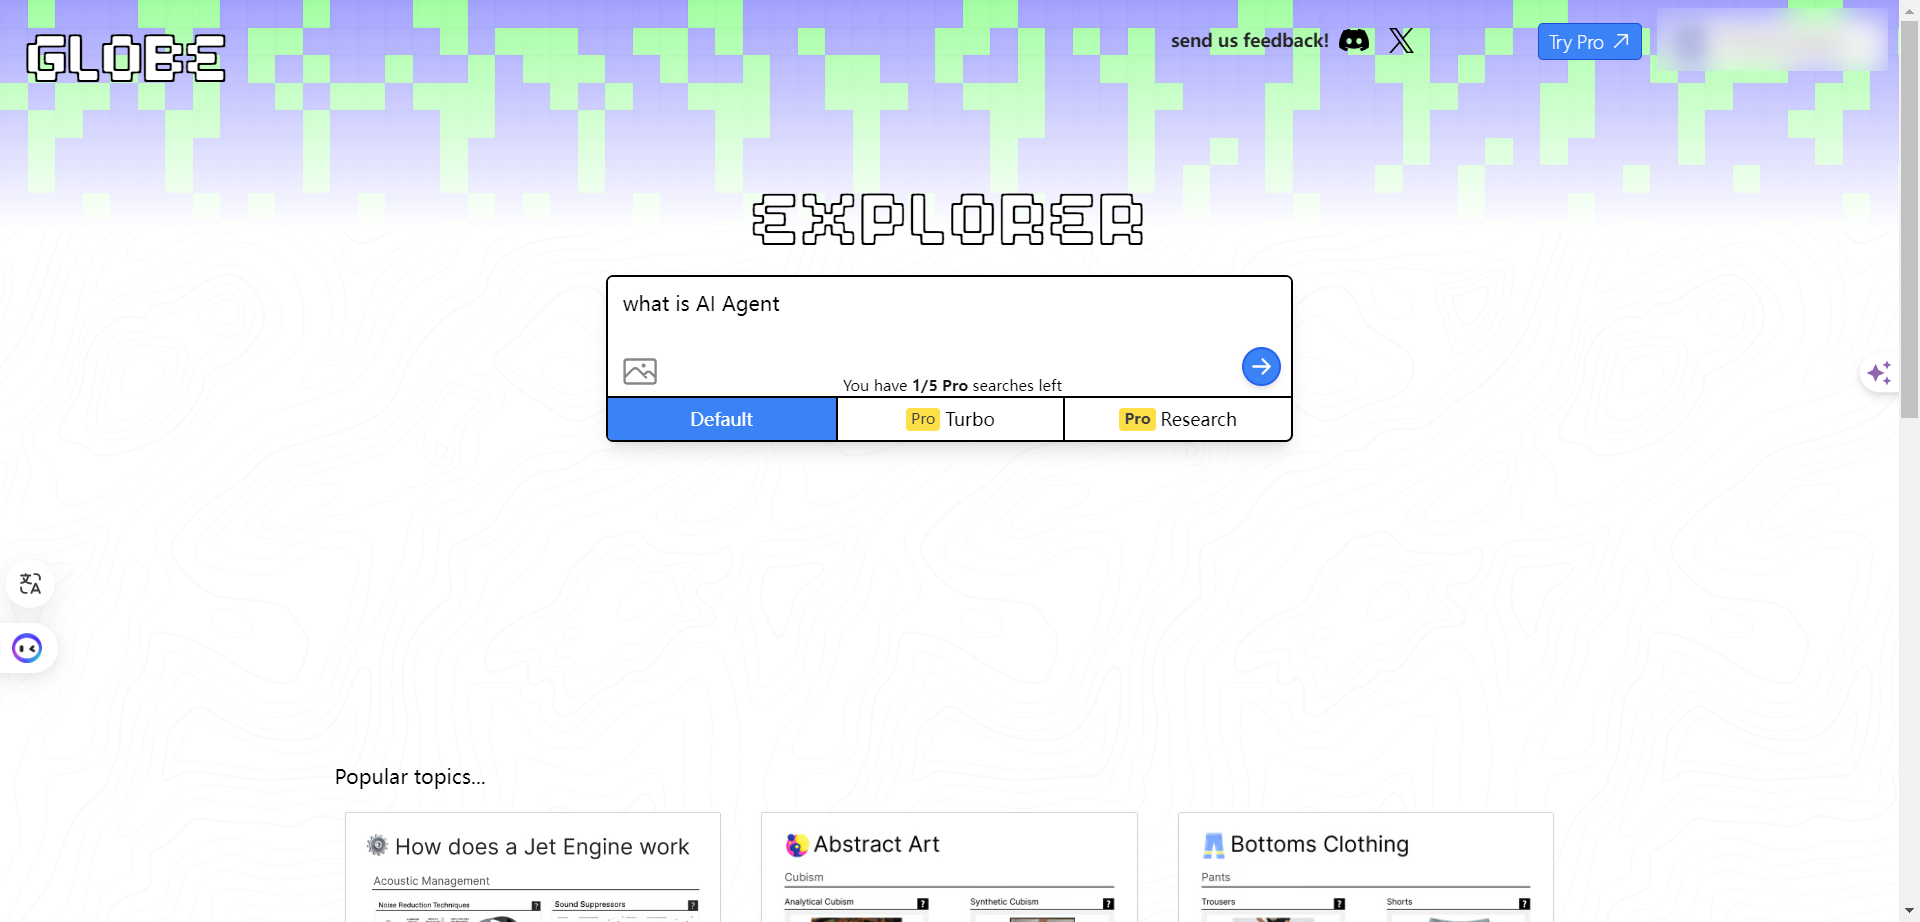 GLOBE
send us feedback!
Try Pro
EXPLORER
what is AI Agent
You have 1/5 Pro searches left
Default
Pro Turbo
Pro Research
Popular topics...
How does a Jet Engine work
Acoustic Management
Noise Reduction Techniques
Sound Suppressors
Abstract Art
Cubism
Analytical Cubism
Synthetic Cubism
Bottoms Clothing
Pants
Trousers
Shorts